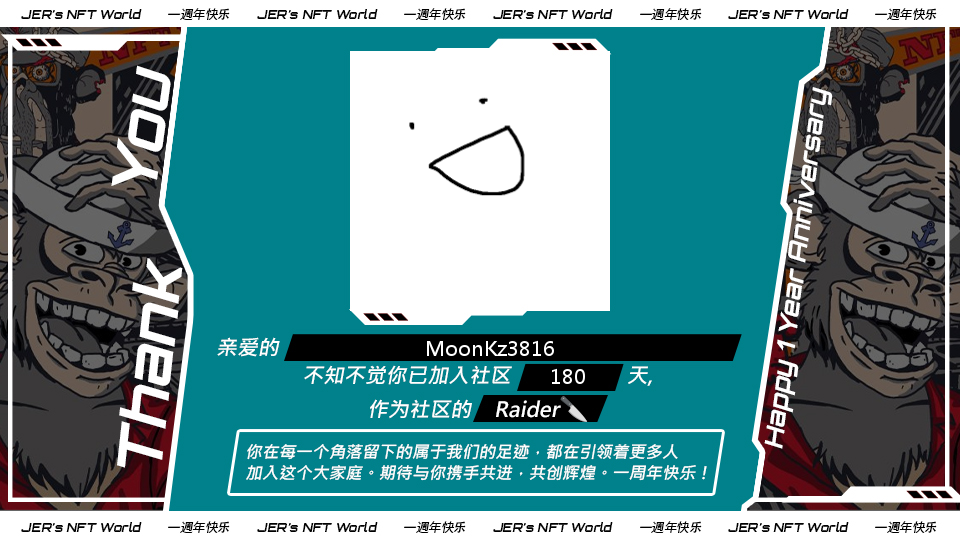 JER's NFT World 一週年快乐 JER's NFT World 一週年快乐 JER's NFT World 一週年快乐 JER's NFT World 一週年快乐
Thank You
Happy 1 Year Anniversary
亲爱的 MoonKz3816
不知不觉你已加入社区 180 天,
作为社区的 Raider🔪
你在每一个角落留下的属于我们的足迹，都在引领着更多人
加入这个大家庭。期待与你携手共进，共创辉煌。一周年快乐！
JER's NFT World 一週年快乐 JER's NFT World 一週年快乐 JER's NFT World 一週年快乐 JER's NFT World 一週年快乐